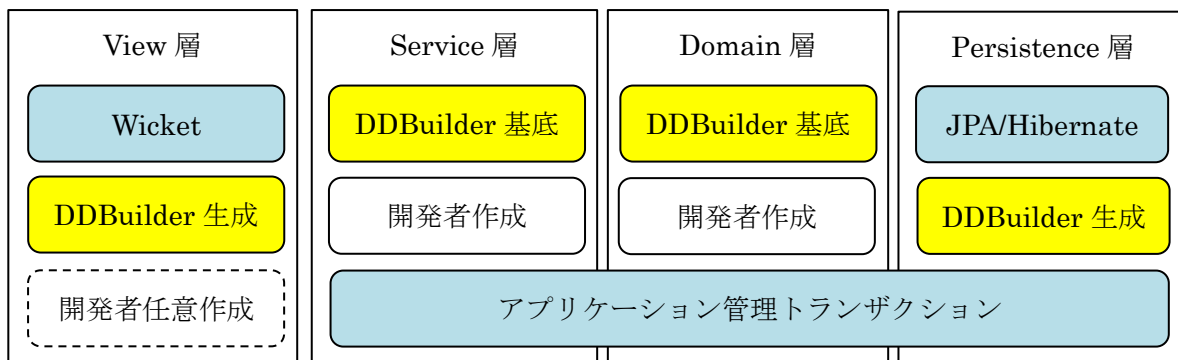 View 層
Service 層
Domain 層
Persistence 層
Wicket
DDBuilder 基底
DDBuilder 基底
JPA/Hibernate
DDBuilder 生成
開発者作成
開発者作成
DDBuilder 生成
開発者任意作成
アプリケーション管理トランザクション